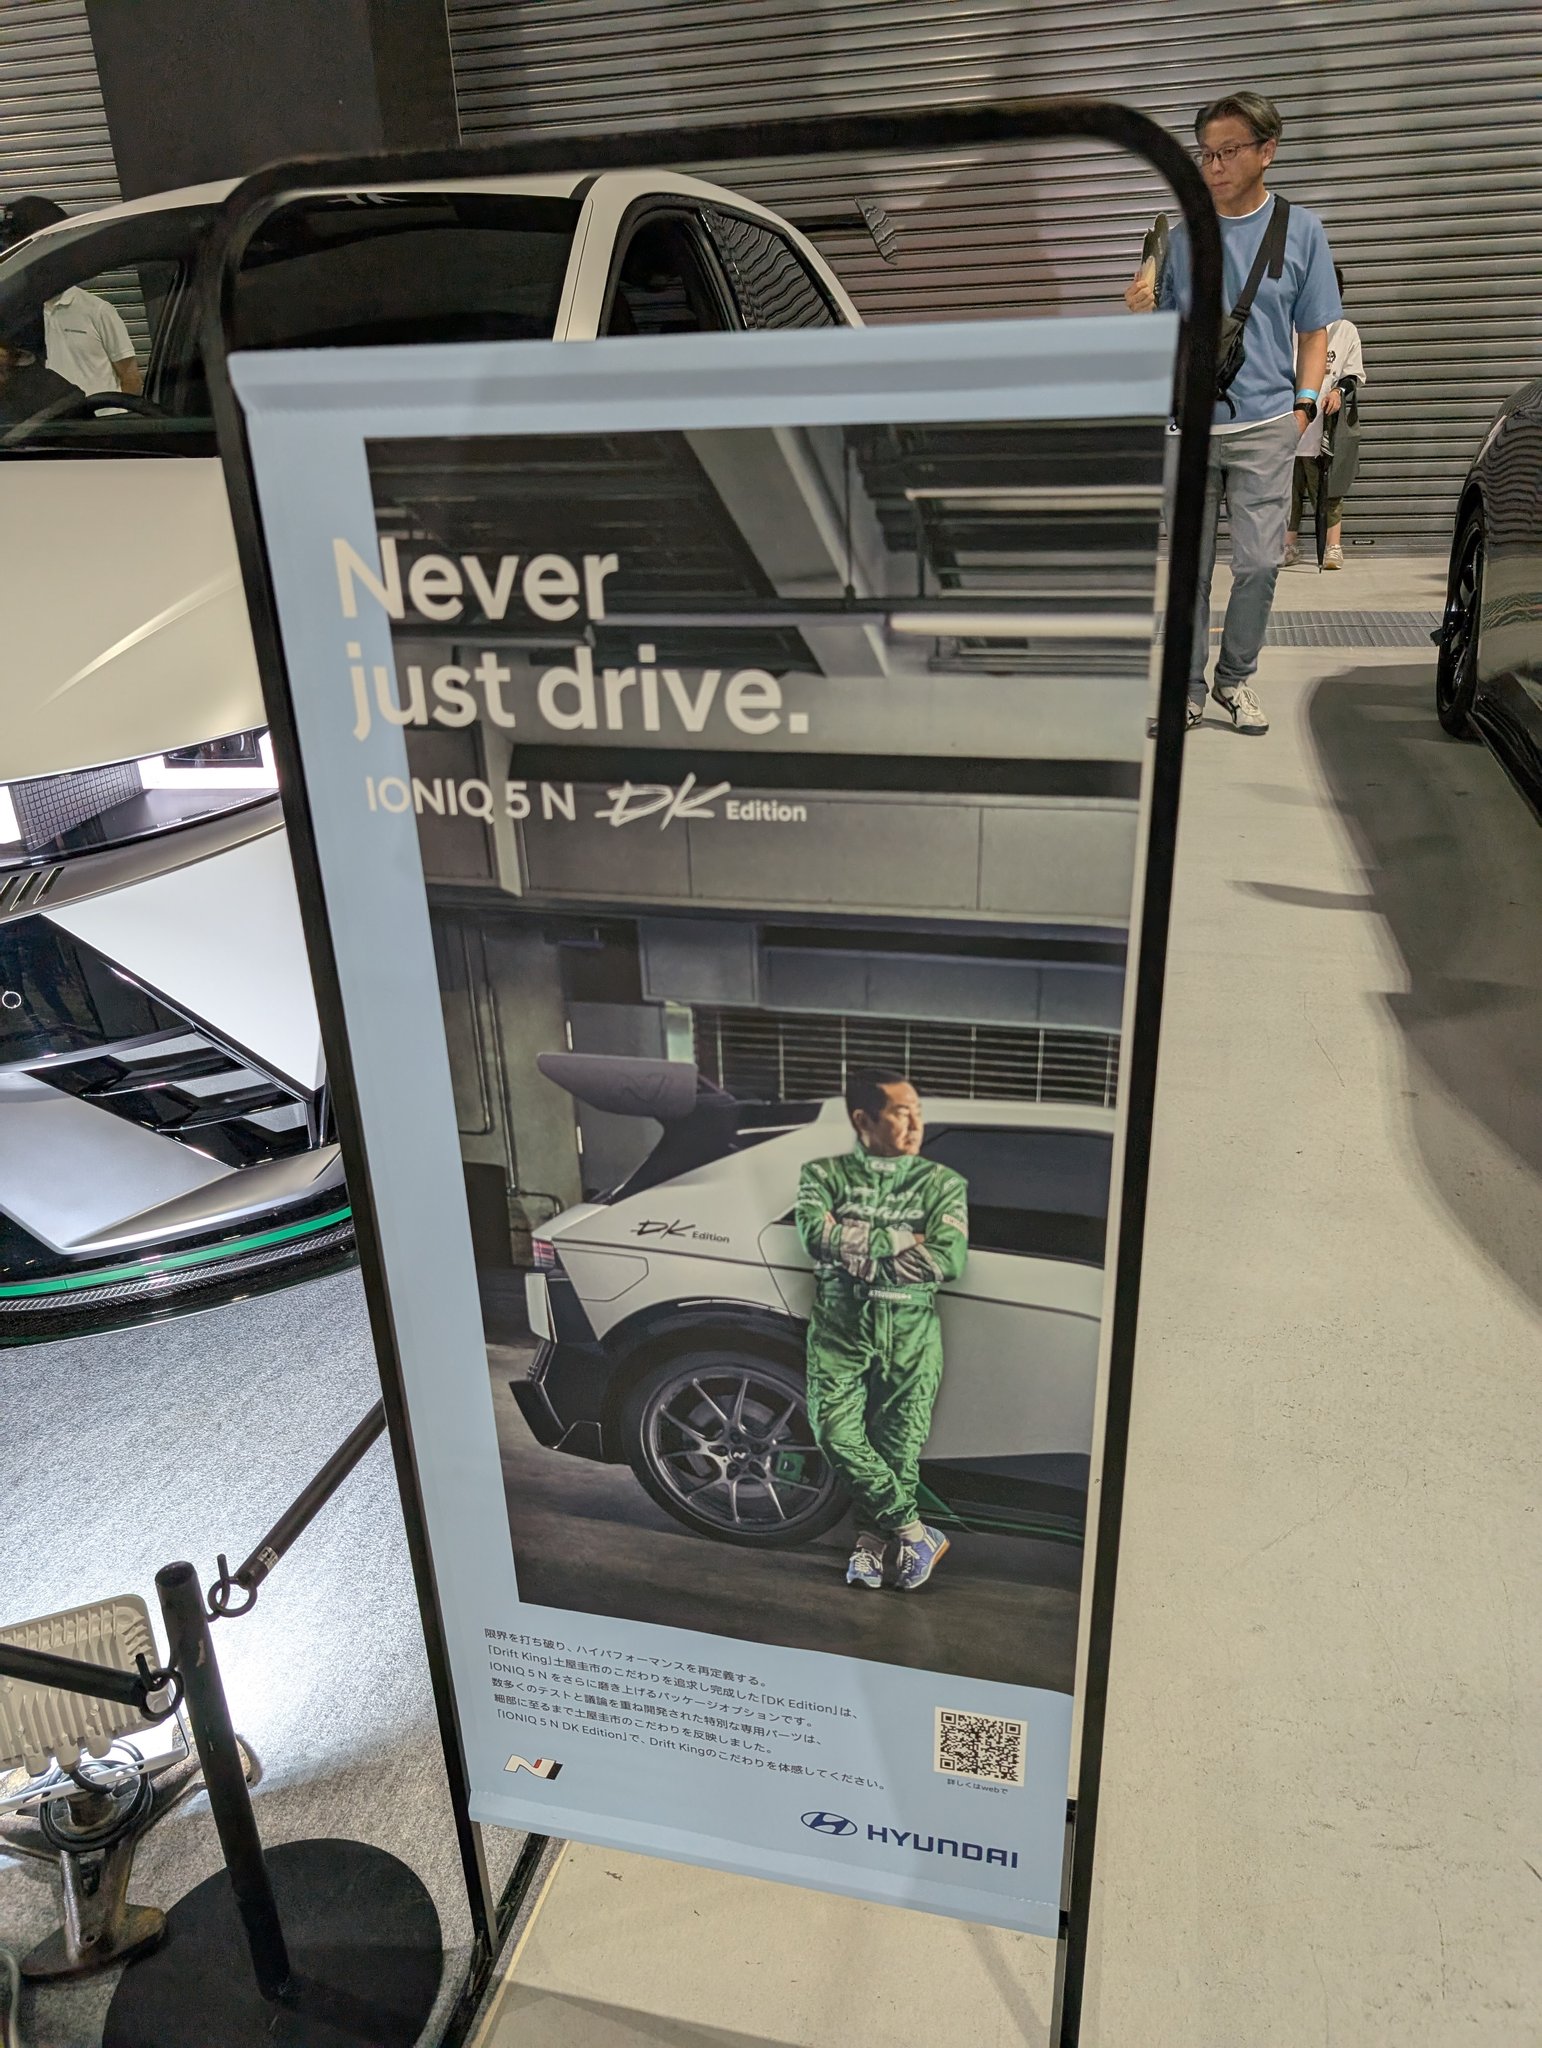 Never
just drive.
IONIQ 5 N DK Edition
DK Edition
限界を打ち破り、ハイパフォーマンスを再定義する。
「Drift King」土屋圭市のこだわりを追求し完成した「DK Edition」は、
IONIQ 5 N をさらに磨き上げるパッケージオプションです。
数多くのテストと議論を重ね開発された特別な専用パーツは、
細部に至るまで土屋圭市のこだわりを反映しました。
「IONIQ 5 N DK Edition」で、Drift Kingのこだわりを体感してください。
詳しくはwebで
N
HYUNDAI